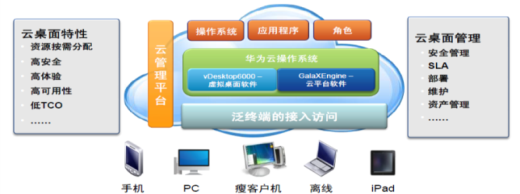 云桌面特性
资源按需分配
高安全
高体验
高可用性
低TCO
......
云管理平台
操作系统
应用程序
角色
华为云操作系统
vDesktop6000 –
虚拟桌面软件
GalaXEngine –
云平台软件
泛终端的接入访问
云桌面管理
安全管理
SLA
部署
维护
资产管理
......
手机
PC
瘦客户机
离线
iPad